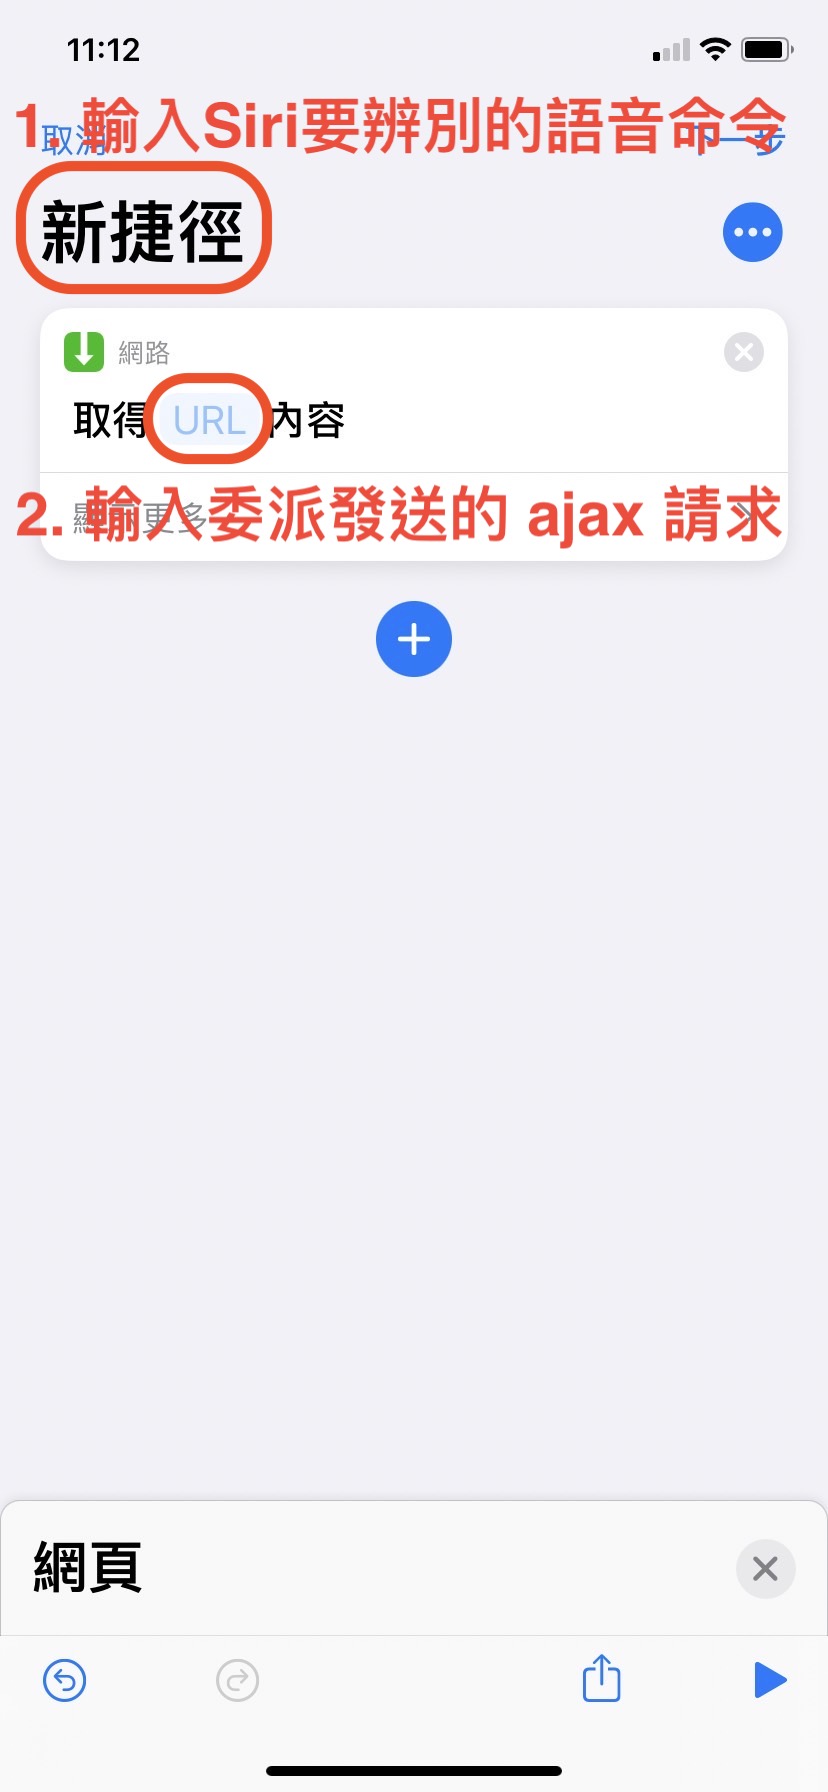 11:12
1. 輸入Siri要辨別的語音命令
取消
下一步
新捷徑
網路
取得 URL 內容
2. 輸入委派發送的 ajax 請求
顯示更多
網頁